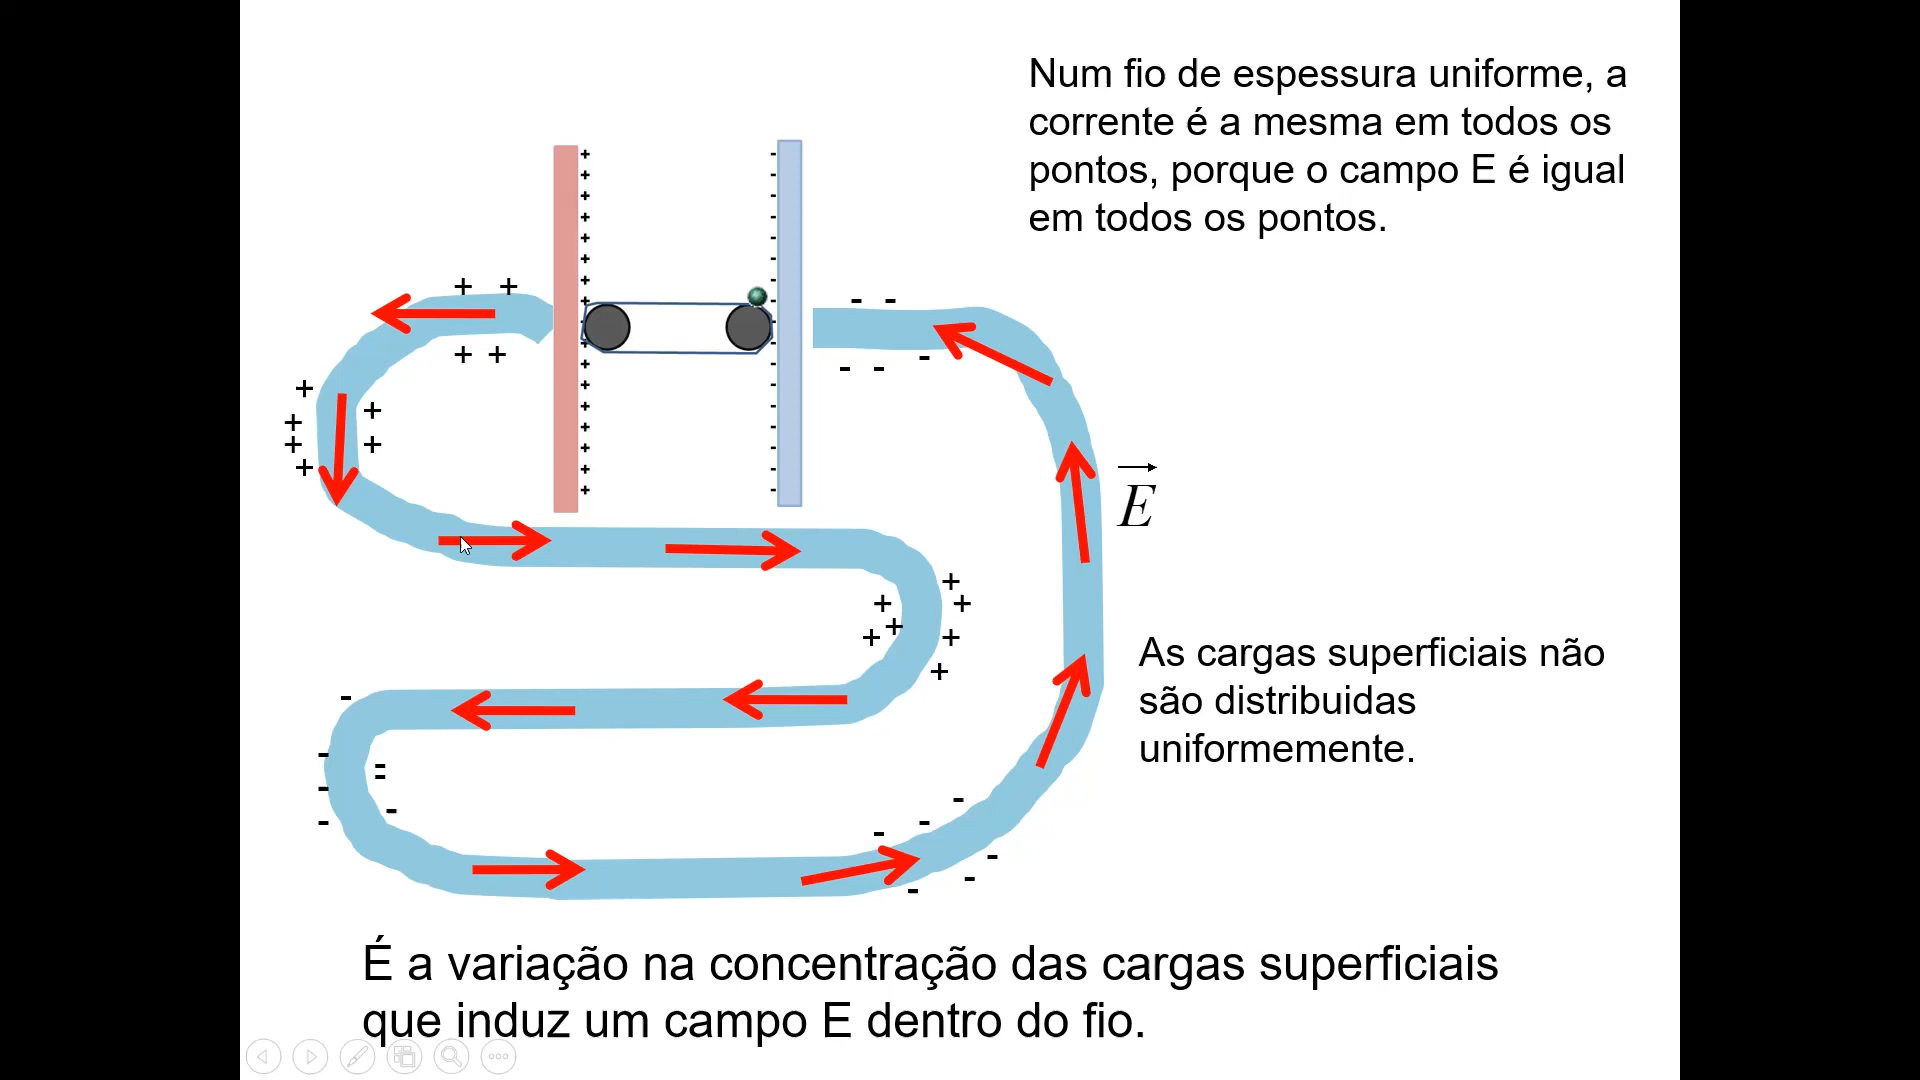 Num fio de espessura uniforme, a
corrente é a mesma em todos os
pontos, porque o campo E é igual
em todos os pontos.
E
As cargas superficiais não
são distribuidas
uniformemente.
É a variação na concentração das cargas superficiais
que induz um campo E dentro do fio.